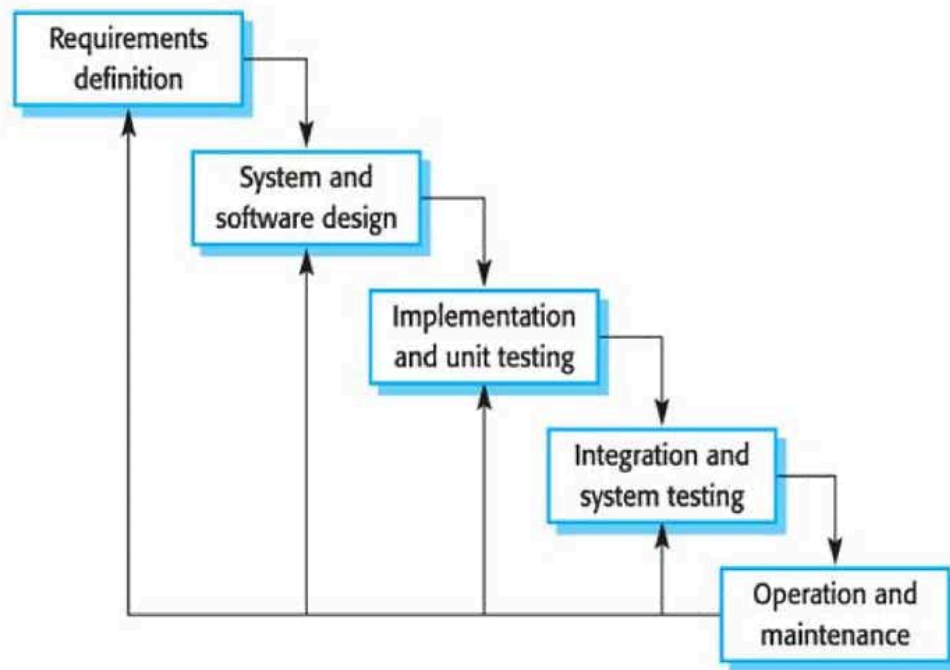 Requirements
definition
System and
software design
Implementation
and unit testing
Integration and
system testing
Operation and
maintenance